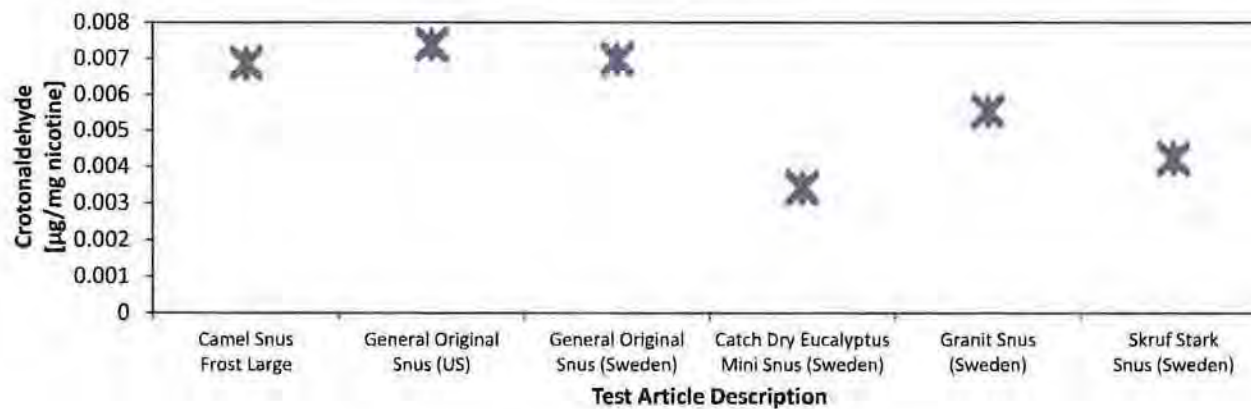 0.008
0.007
0.006
0.005
0.004
0.003
0.002
0.001
0
Crotonaldehyde
[µg/mg nicotine]
Camel Snus
Frost Large
General Original
Snus (US)
General Original
Snus (Sweden)
Catch Dry Eucalyptus
Mini Snus (Sweden)
Granit Snus
(Sweden)
Skruf Stark
Snus (Sweden)
Test Article Description